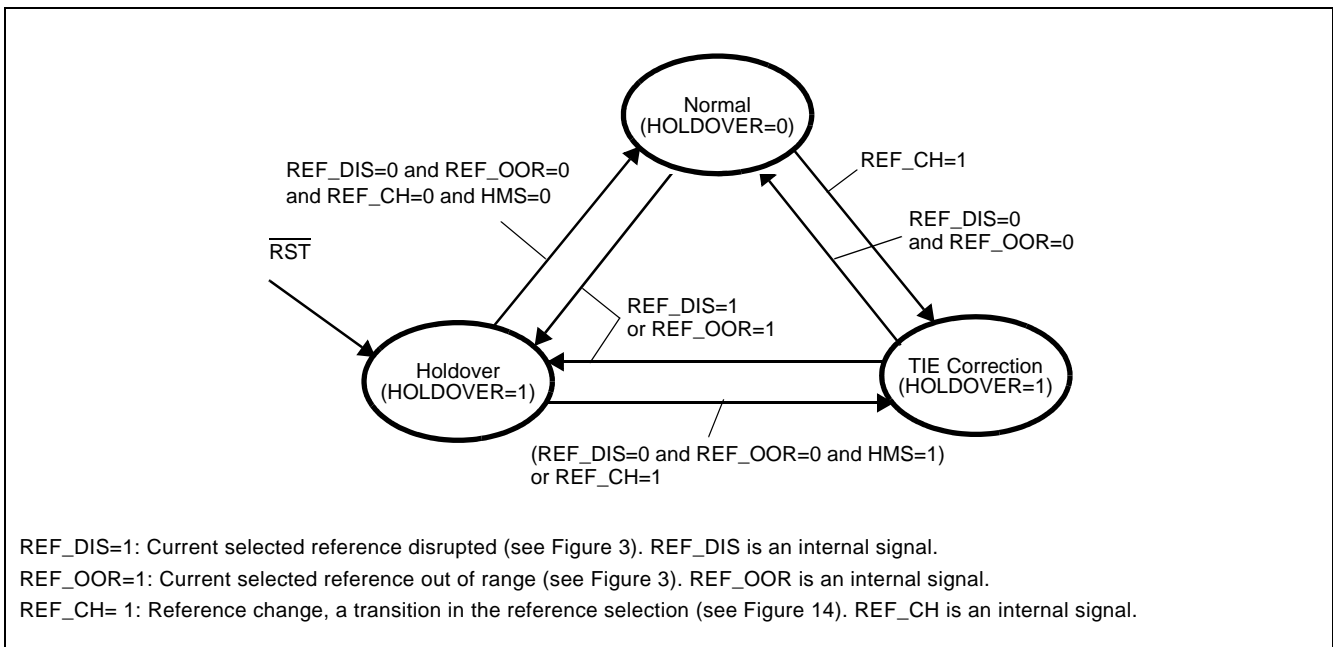 Normal
(HOLDOVER=0)
REF_DIS=0 and REF_OOR=0
and REF_CH=0 and HMS=0
REF_CH=1
REF_DIS=0
and REF_OOR=0
RST
REF_DIS=1
or REF_OOR=1
Holdover
(HOLDOVER=1)
TIE Correction
(HOLDOVER=1)
(REF_DIS=0 and REF_OOR=0 and HMS=1)
or REF_CH=1
REF_DIS=1: Current selected reference disrupted (see Figure 3). REF_DIS is an internal signal.
REF_OOR=1: Current selected reference out of range (see Figure 3). REF_OOR is an internal signal.
REF_CH= 1: Reference change, a transition in the reference selection (see Figure 14). REF_CH is an internal signal.